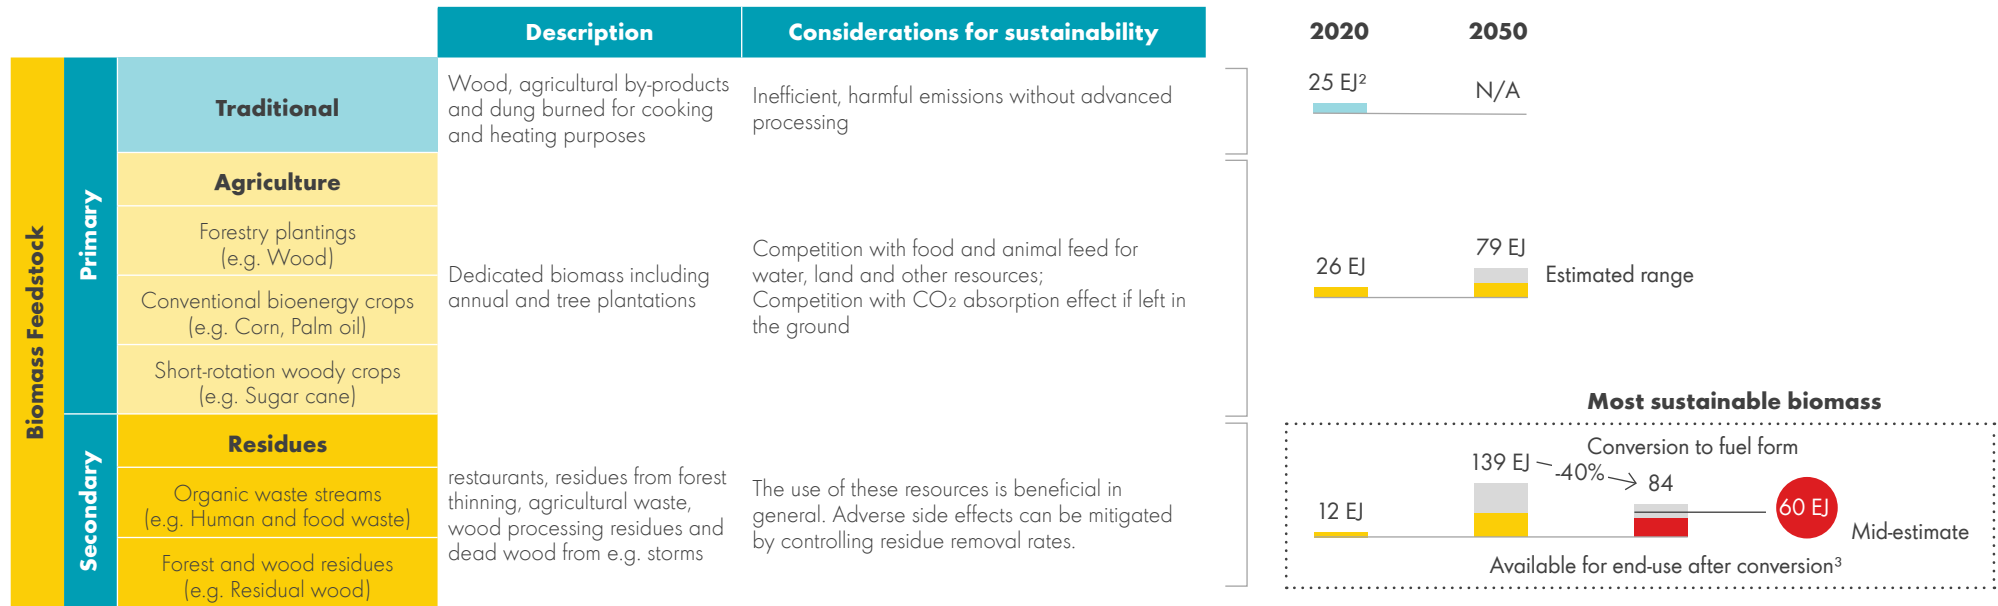 Description
Considerations for sustainability
2020
2050
Biomass Feedstock
Primary
Traditional
Wood, agricultural by-products
and dung burned for cooking
and heating purposes
Inefficient, harmful emissions without advanced
processing
25 EJ²
N/A
Agriculture
Forestry plantings
(e.g. Wood)
Conventional bioenergy crops
(e.g. Corn, Palm oil)
Short-rotation woody crops
(e.g. Sugar cane)
Dedicated biomass including
annual and tree plantations
Competition with food and animal feed for
water, land and other resources;
Competition with CO₂ absorption effect if left in
the ground
26 EJ
79 EJ
Estimated range
Secondary
Residues
Organic waste streams
(e.g. Human and food waste)
Forest and wood residues
(e.g. Residual wood)
restaurants, residues from forest
thinning, agricultural waste,
wood processing residues and
dead wood from e.g. storms
The use of these resources is beneficial in
general. Adverse side effects can be mitigated
by controlling residue removal rates.
Most sustainable biomass
Conversion to fuel form
12 EJ
139 EJ
-40%
84
60 EJ
Mid-estimate
Available for end-use after conversion³